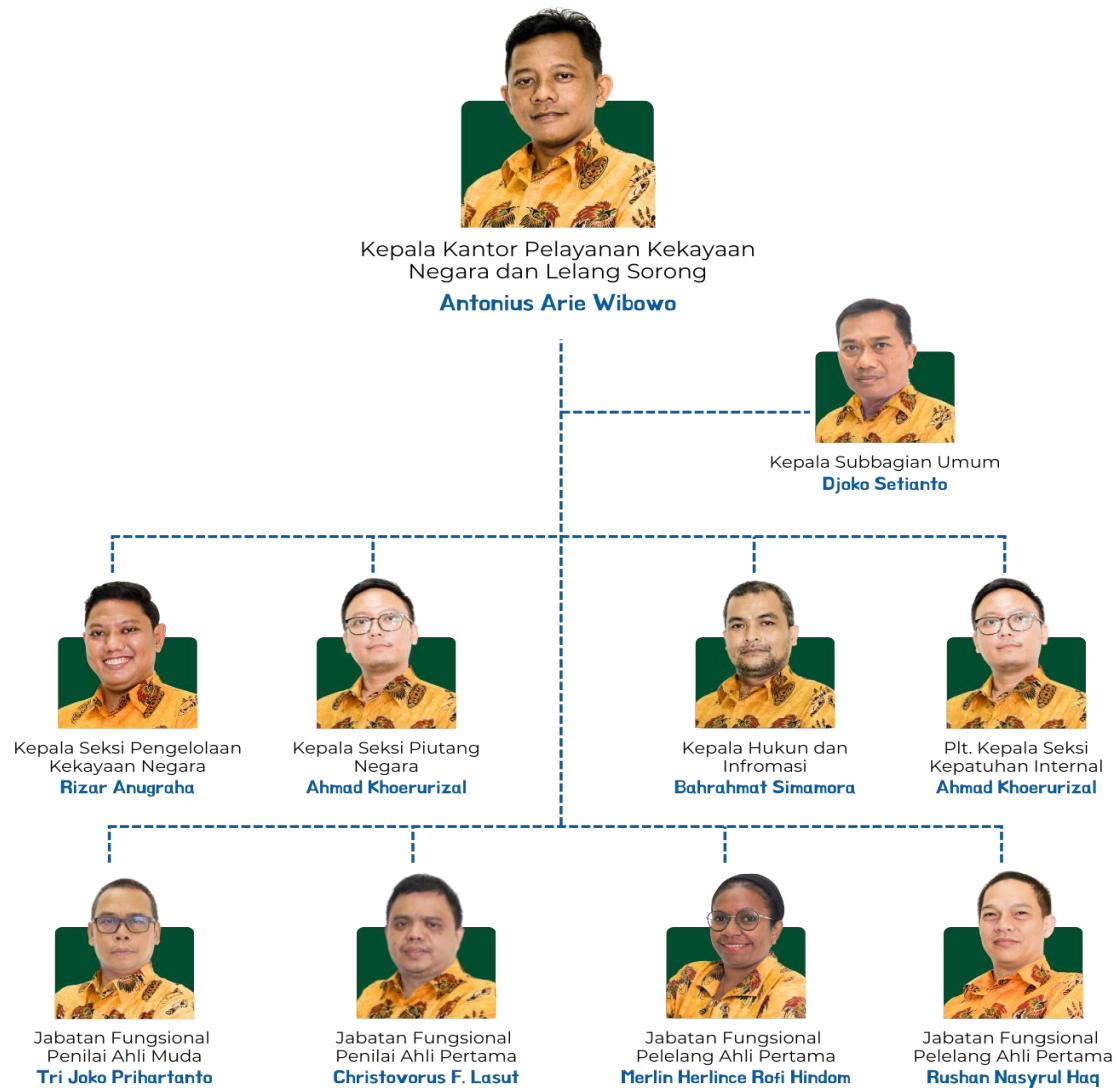 Kepala Kantor Pelayanan Kekayaan
Negara dan Lelang Sorong
Antonius Arie Wibowo
Kepala Subbagian Umum
Djoko Setianto
Kepala Seksi Pengelolaan
Kekayaan Negara
Rizar Anugraha
Kepala Seksi Piutang
Negara
Ahmad Khoerurizal
Kepala Hukun dan
Infromasi
Bahrahmat Simamora
Plt. Kepala Seksi
Kepatuhan Internal
Ahmad Khoerurizal
Jabatan Fungsional
Penilai Ahli Muda
Tri Joko Prihartanto
Jabatan Fungsional
Penilai Ahli Pertama
Christovorus F. Lasut
Jabatan Fungsional
Pelelang Ahli Pertama
Merlin Herlince Rofi Hindom
Jabatan Fungsional
Pelelang Ahli Pertama
Rushan Nasyrul Haq